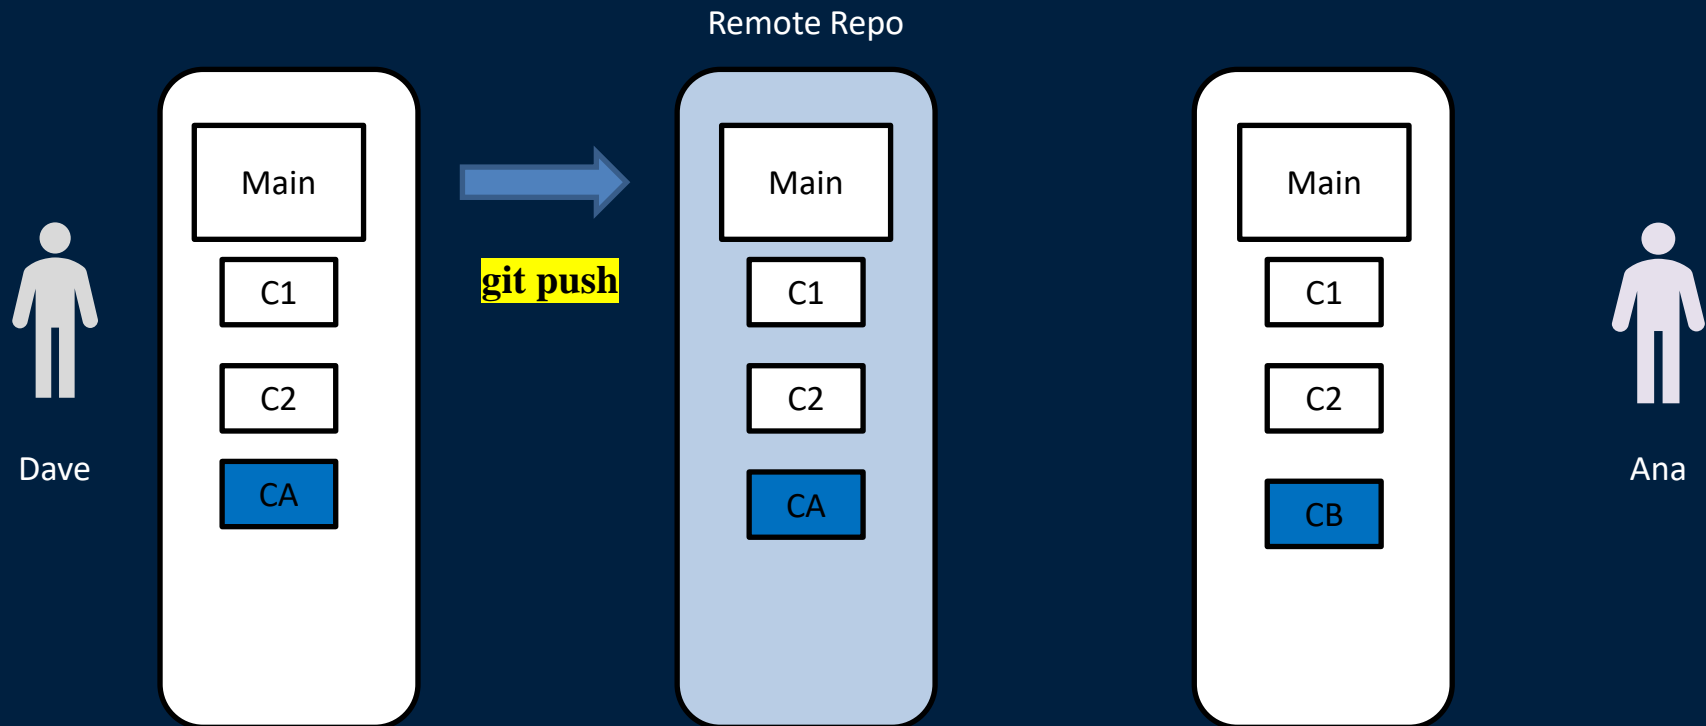 Remote Repo
Main
Main
Main
git push
C1
C1
C1
C2
C2
C2
Dave
Ana
CA
CA
CB